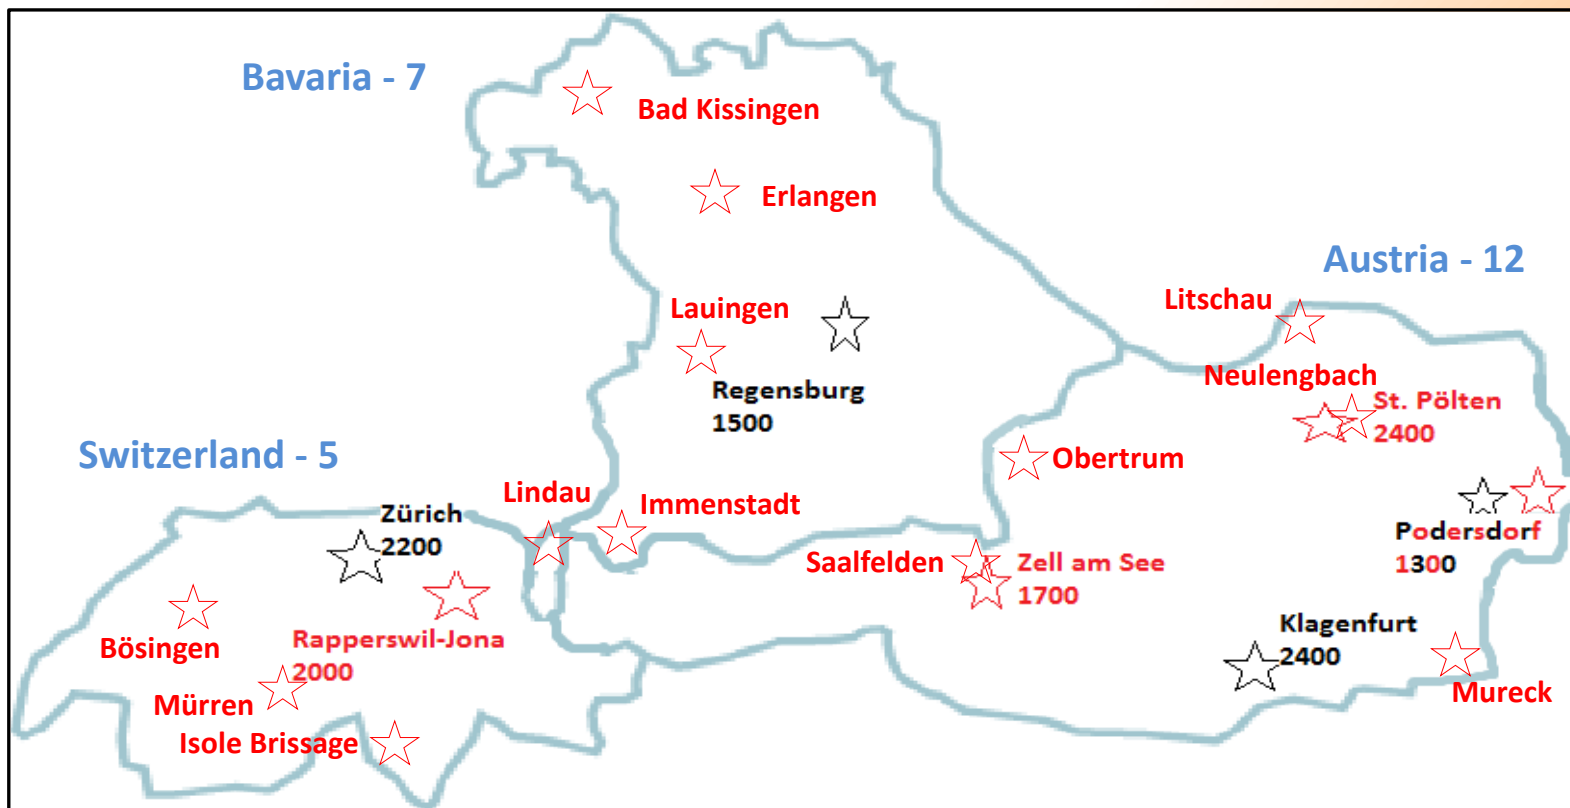 Bavaria - 7
Bad Kissingen
Erlangen
Austria - 12
Litschau
Lauingen
Neulengbach
Regensburg
1500
St. Pölten
2400
Switzerland - 5
Obertrum
Lindau
Immenstadt
Zürich
2200
Podersdorf
1300
Saalfelden
Zell am See
1700
Bösingen
Rapperswil-Jona
2000
Klagenfurt
2400
Mürren
Mureck
Isole Brissage